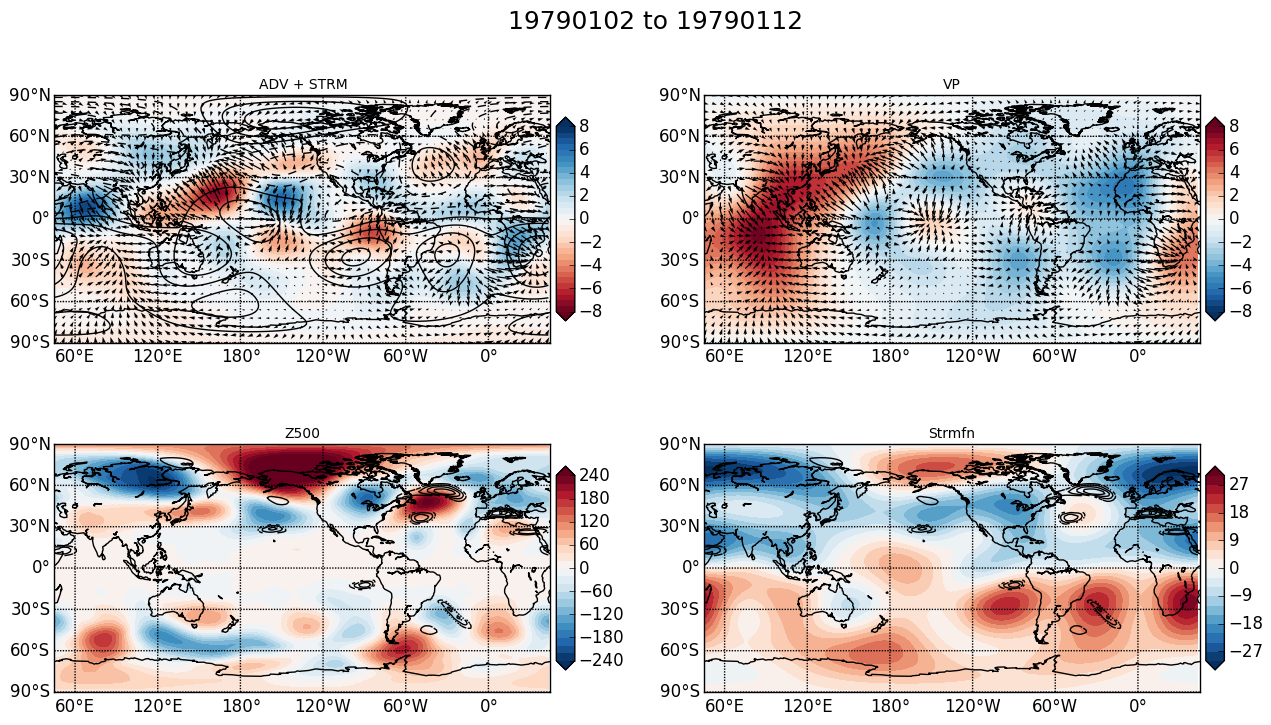 19790102 to 19790112
ADV + STRM
90°N
60°N
30°N
0°
30°S
60°S
90°S
60°E 120°E 180° 120°W 60°W 0°
8
6
4
2
0
−2
−4
−6
−8
VP
90°N
60°N
30°N
0°
30°S
60°S
90°S
60°E 120°E 180° 120°W 60°W 0°
8
6
4
2
0
−2
−4
−6
−8
Z500
90°N
60°N
30°N
0°
30°S
60°S
90°S
60°E 120°E 180° 120°W 60°W 0°
240
180
120
60
0
−60
−120
−180
−240
Strmfn
90°N
60°N
30°N
0°
30°S
60°S
90°S
60°E 120°E 180° 120°W 60°W 0°
27
18
9
0
−9
−18
−27